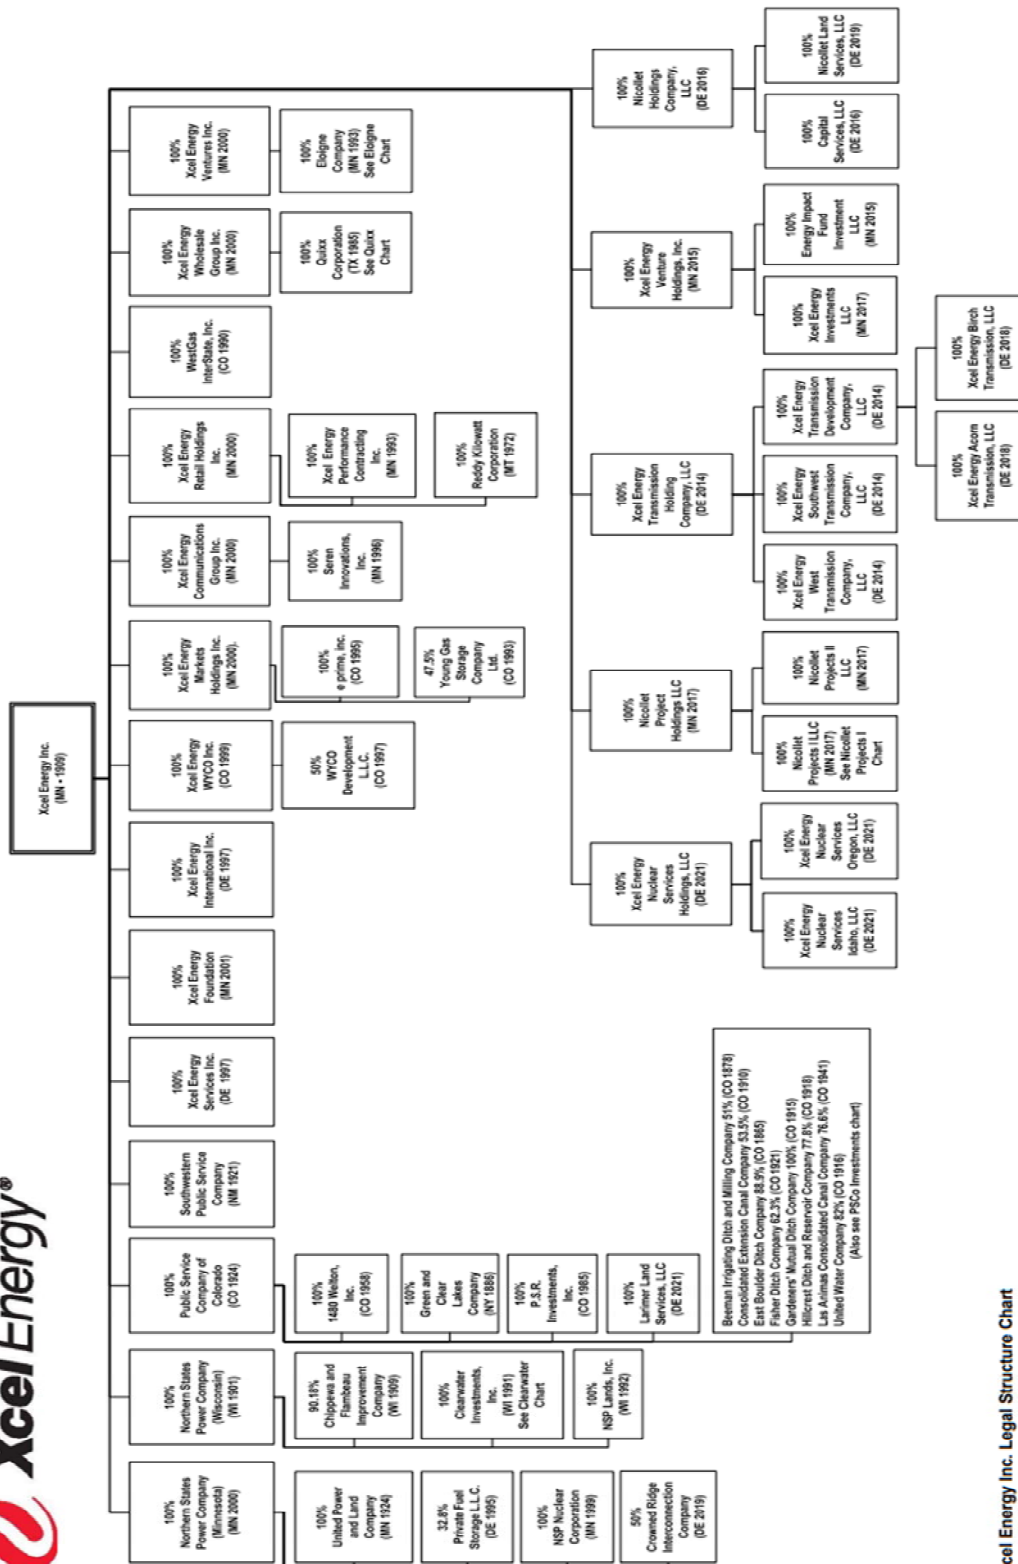 Xcel Energy®
Xcel Energy Inc.
(MN - 1909)
100%
Northern States
Power Company
(Minnesota)
(MN 2000)
100%
United Power
and Land
Company
(MN 1924)
32.8%
Private Fuel
Storage L.L.C.
(DE 1995)
100%
NSP Nuclear
Corporation
(MN 1999)
50%
Crowned Ridge
Interconnection
Company
(DE 2019)
100%
Northern States
Power Company
(Wisconsin)
(WI 1901)
90.18%
Chippewa and
Flambeau
Improvement
Company
(WI 1909)
100%
Clearwater
Investments,
Inc.
(WI 1991)
See Clearwater
Chart
100%
NSP Lands, Inc.
(WI 1992)
100%
Public Service
Company of
Colorado
(CO 1924)
100%
1480 Welton,
Inc.
(CO 1958)
100%
Green and
Clear
Lakes
Company
(NY 1886)
100%
P.S.R.
Investments,
Inc.
(CO 1985)
100%
Larimer Land
Services, LLC
(DE 2021)
Beeman Irrigating Ditch and Milling Company 51% (CO 1878)
Consolidated Extension Canal Company 53.5% (CO 1910)
East Boulder Ditch Company 88.9% (CO 1865)
Fisher Ditch Company 62.3% (CO 1921)
Gardeners' Mutual Ditch Company 100% (CO 1915)
Hillcrest Ditch and Reservoir Company 77.8% (CO 1918)
Las Animas Consolidated Canal Company 76.6% (CO 1941)
United Water Company 82% (CO 1916)
(Also see PSCo Investments chart)
100%
Southwestern
Public Service
Company
(NM 1921)
100%
Xcel Energy
Services Inc.
(DE 1997)
100%
Xcel Energy
Foundation
(MN 2001)
100%
Xcel Energy
International Inc.
(DE 1997)
100%
Xcel Energy
WYCO Inc.
(CO 1999)
50%
WYCO
Development
L.L.C.
(CO 1997)
100%
Xcel Energy
Markets
Holdings Inc.
(MN 2000).
100%
e prime, inc.
(CO 1995)
47.5%
Young Gas
Storage
Company
Ltd.
(CO 1993)
100%
Xcel Energy
Communications
Group Inc.
(MN 2000)
100%
Seren
Innovations,
Inc.
(MN 1996)
100%
Xcel Energy
Retail Holdings
Inc.
(MN 2000)
100%
Xcel Energy
Performance
Contracting
Inc.
(MN 1993)
100%
Reddy Kilowatt
Corporation
(MT 1972)
100%
WestGas
InterState, Inc.
(CO 1990)
100%
Xcel Energy
Wholesale
Group Inc.
(MN 2000)
100%
Quixx
Corporation
(TX 1985)
See Quixx
Chart
100%
Xcel Energy
Ventures Inc.
(MN 2000)
100%
Eloigne
Company
(MN 1993)
See Eloigne
Chart
100%
Xcel Energy
Nuclear
Services
Holdings, LLC
(DE 2021)
100%
Xcel Energy
Nuclear
Services
Idaho, LLC
(DE 2021)
100%
Xcel Energy
Nuclear
Services
Oregon, LLC
(DE 2021)
100%
Nicollet
Project
Holdings LLC
(MN 2017)
100%
Nicollet
Projects I LLC
(MN 2017)
See Nicollet
Projects I
Chart
100%
Nicollet
Projects II
LLC
(MN 2017)
100%
Xcel Energy
Transmission
Holding
Company, LLC
(DE 2014)
100%
Xcel Energy
West
Transmission
Company,
LLC
(DE 2014)
100%
Xcel Energy
Southwest
Transmission
Company,
LLC
(DE 2014)
100%
Xcel Energy
Transmission
Development
Company,
LLC
(DE 2014)
100%
Xcel Energy Acorn
Transmission, LLC
(DE 2018)
100%
Xcel Energy Birch
Transmission, LLC
(DE 2018)
100%
Xcel Energy
Venture
Holdings, Inc.
(MN 2015)
100%
Xcel Energy
Investments
LLC
(MN 2017)
100%
Energy Impact
Fund
Investment
LLC
(MN 2015)
100%
Nicollet
Holdings
Company,
LLC
(DE 2016)
100%
Capital
Services, LLC
(DE 2016)
100%
Nicollet Land
Services, LLC
(DE 2019)
cel Energy Inc. Legal Structure Chart